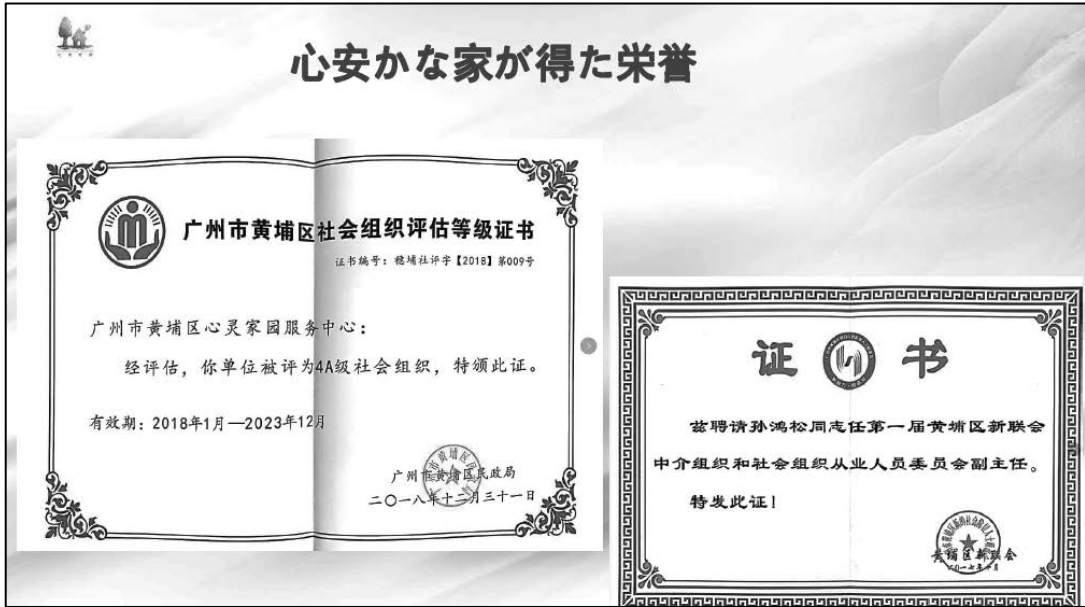 心安かな家が得た栄誉
广州市黄埔区社会组织评估等级证书
证书编号：穗埔社评字【2018】第009号
广州市黄埔区心灵家园服务中心：
经评估，你单位被评为4A级社会组织，特颁此证。
有效期：2018年1月—2023年12月
广州市黄埔区民政局
二〇一八年十二月三十一日
证 书
兹聘请孙鸿松同志任第一届黄埔区新联会
中介组织和社会组织从业人员委员会副主任。
特发此证！
黄埔区新联会